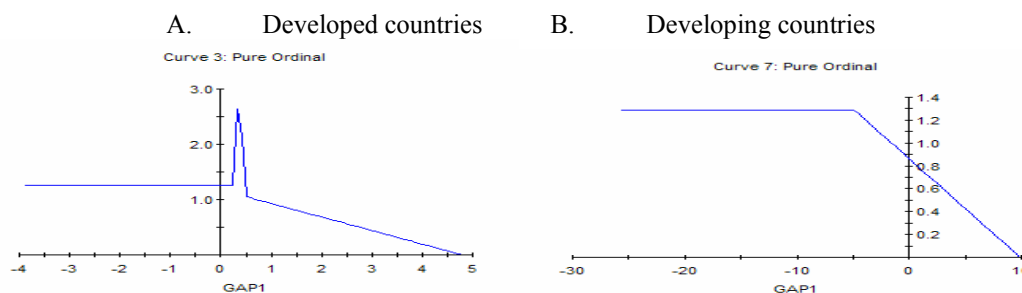 A. Developed countries B. Developing countries
Curve 3: Pure Ordinal
3.0
2.0
1.0
-4 -3 -2 -1 0 1 2 3 4 5
GAP1
Curve 7: Pure Ordinal
1.4
1.2
1.0
0.8
0.6
0.4
0.2
-30 -20 -10 0
GAP1